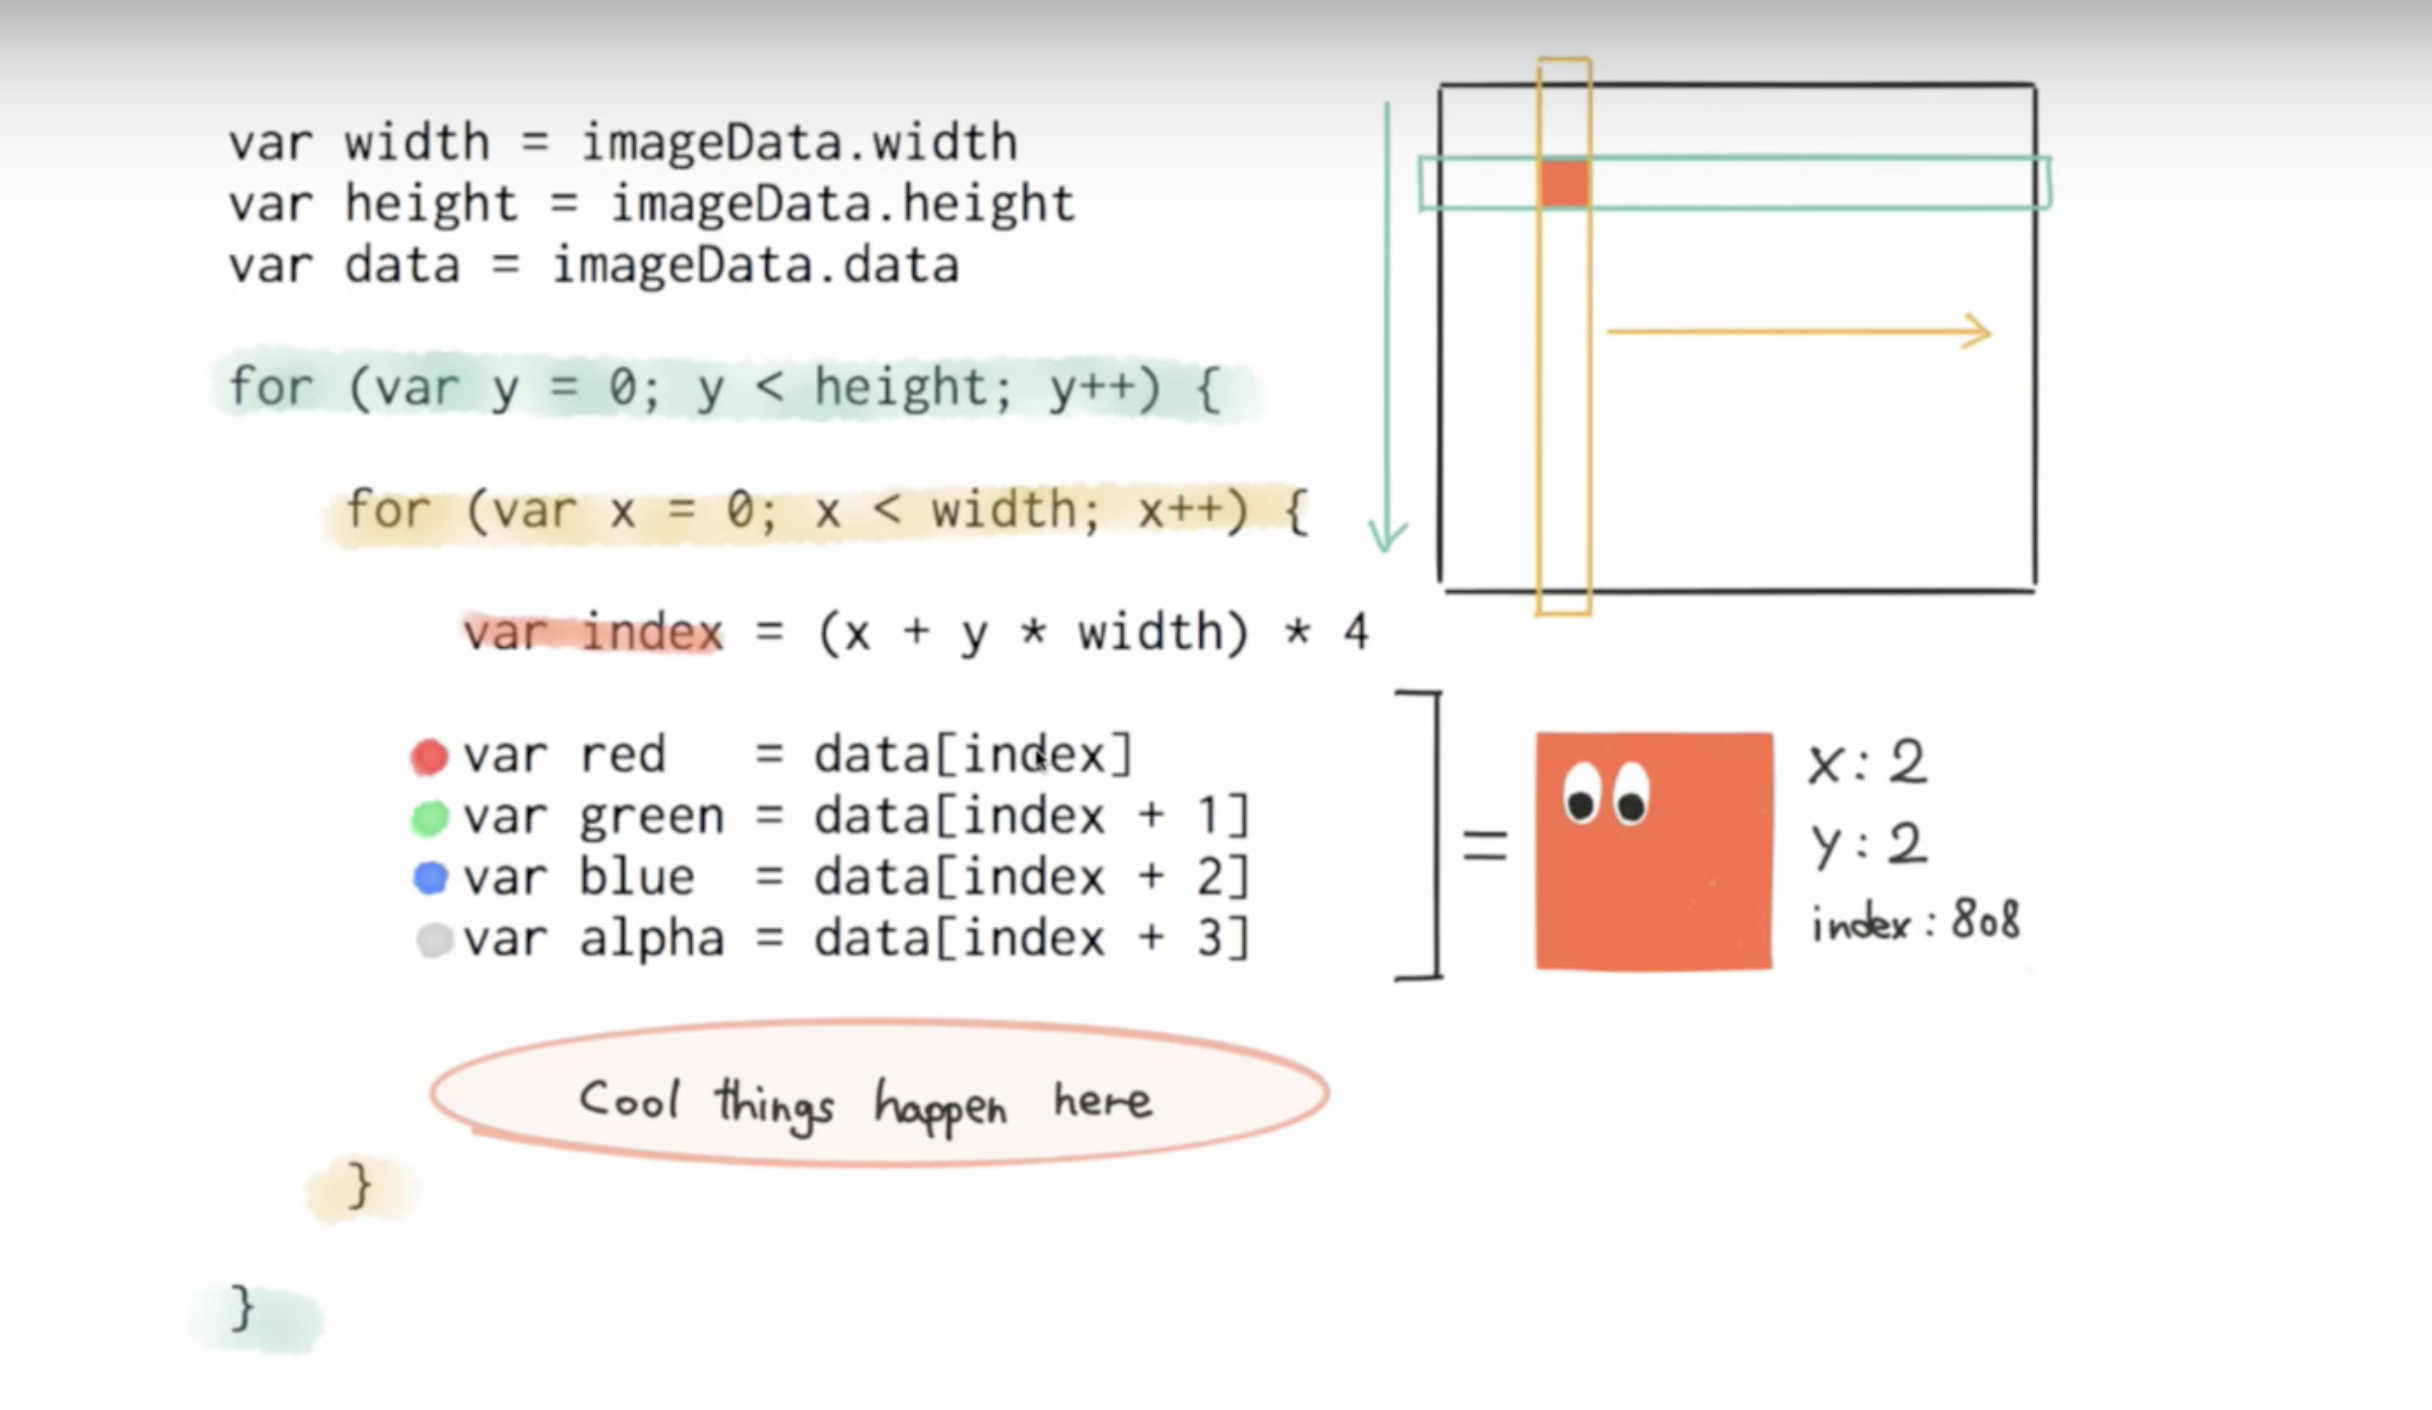 var width = imageData.width
var height = imageData.height
var data = imageData.data
for (var y = 0; y < height; y++) {
for (var x = 0; x < width; x++) {
var index = (x + y * width) * 4
var red = data[index]
var green = data[index + 1]
var blue = data[index + 2]
var alpha = data[index + 3]
=
x: 2
y: 2
index: 808
Cool things happen here
}
}